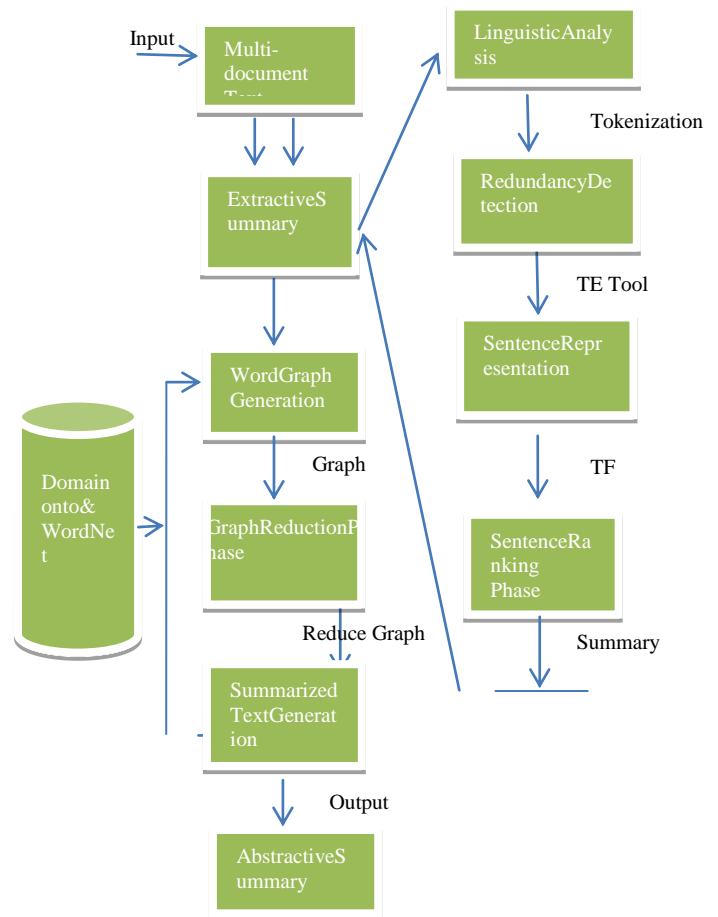 Input
Multi-
document
Text
ExtractiveS
ummary
WordGraph
Generation
Graph
Domain
onto&
WordNe
t
GraphReductionP
hase
Reduce Graph
Summarized
TextGenerat
ion
Output
AbstractiveS
ummary
LinguisticAnaly
sis
Tokenization
RedundancyDe
tection
TE Tool
SentenceRepr
esentation
TF
SentenceRa
nking
Phase
Summary